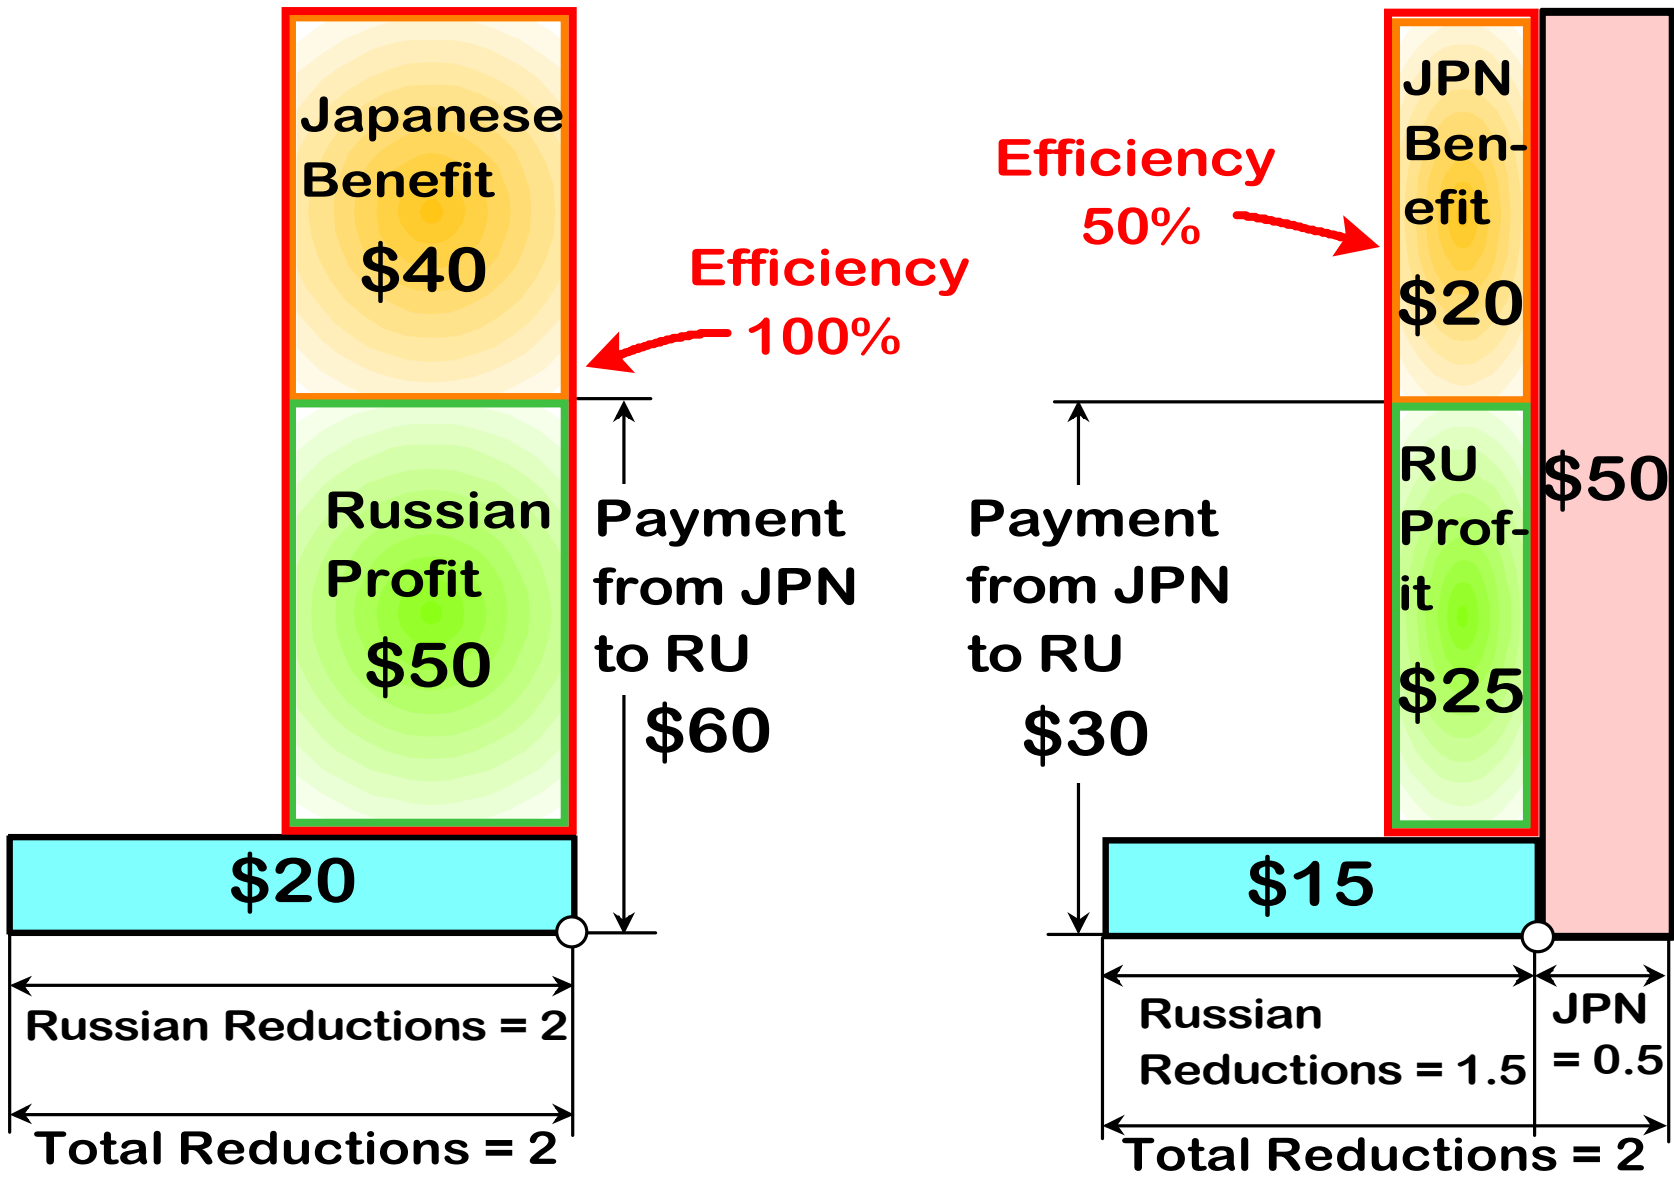 Japanese
Benefit
$40
Efficiency
100%
Russian
Profit
$50
Payment
from JPN
to RU
$60
$20
Russian Reductions = 2
Total Reductions = 2
Efficiency
50%
JPN
Ben-
efit
$20
RU
Prof-
it
$25
$50
Payment
from JPN
to RU
$30
$15
Russian
Reductions = 1.5
JPN
= 0.5
Total Reductions = 2